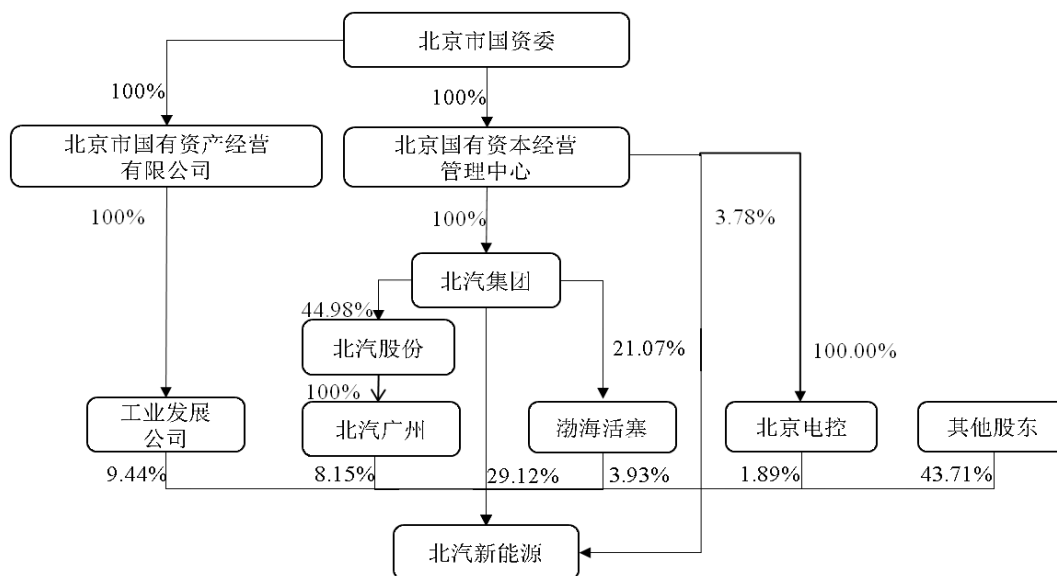 北京市国资委
100%
100%
北京市国有资产经营
有限公司
北京国有资本经营
管理中心
100%
100%
3.78%
北汽集团
44.98%
北汽股份
21.07%
100.00%
100%
工业发展
公司
北汽广州
渤海活塞
北京电控
其他股东
9.44%
8.15%
29.12%
3.93%
1.89%
43.71%
北汽新能源